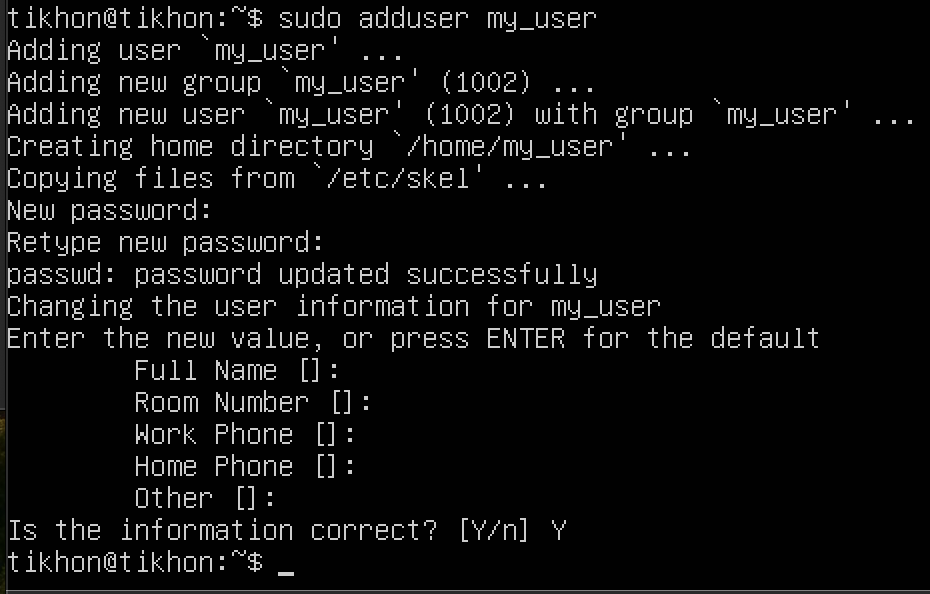 tikhon@tikhon:~$ sudo adduser my_user
Adding user `my_user' ...
Adding new group `my_user' (1002) ...
Adding new user `my_user' (1002) with group `my_user' ...
Creating home directory `/home/my_user' ...
Copying files from `/etc/skel' ...
New password:
Retype new password:
passwd: password updated successfully
Changing the user information for my_user
Enter the new value, or press ENTER for the default
        Full Name []:
        Room Number []:
        Work Phone []:
        Home Phone []:
        Other []:
Is the information correct? [Y/n] Y
tikhon@tikhon:~$ _